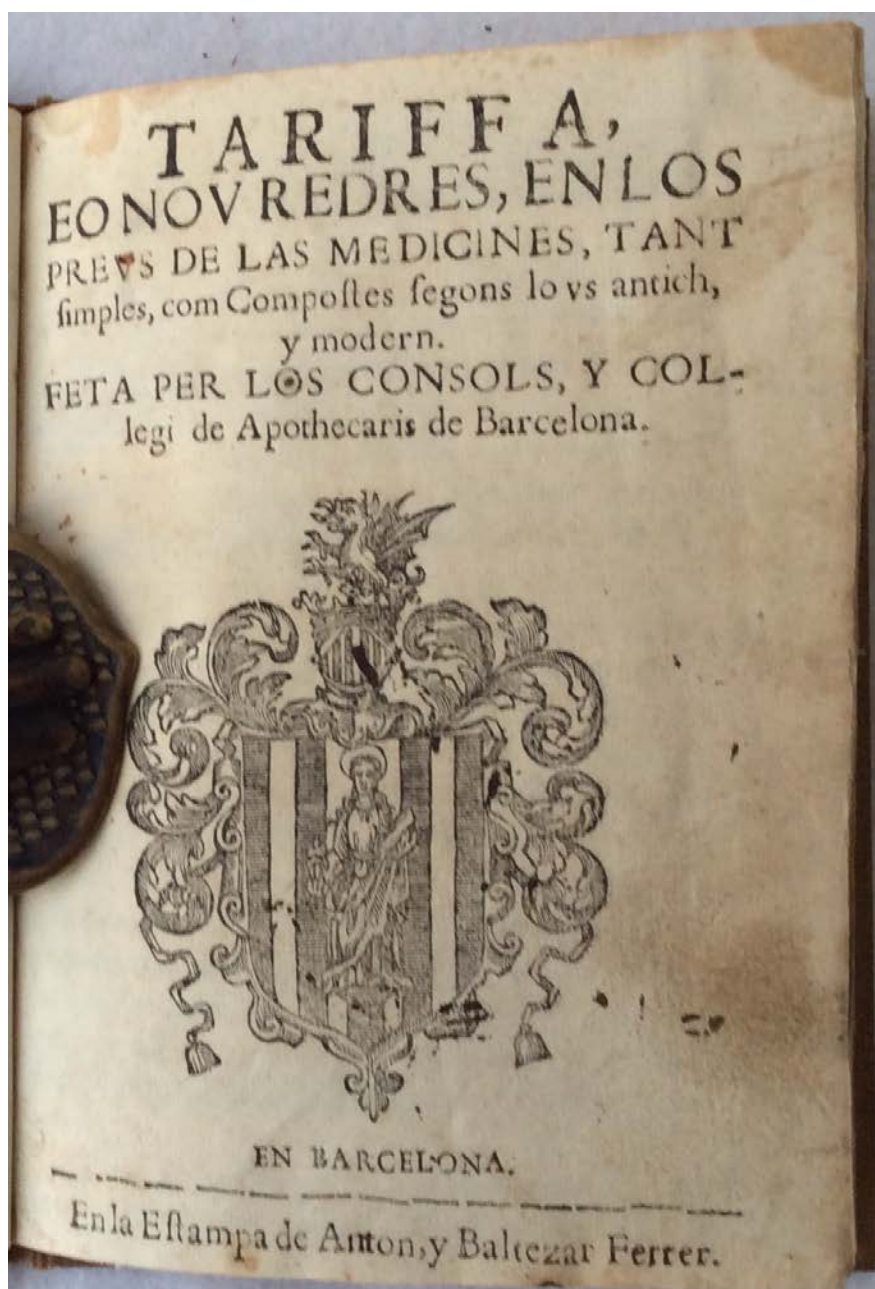 TARIFFA,
EO NOV REDRES, EN LOS
PREVS DE LAS MEDICINES, TANT
ſimples, com Compoſtes ſegons lo vs antich,
y modern.
FETA PER LOS CONSOLS, Y COL-
legi de Apothecaris de Barcelona.
EN BARCELONA.
En la Eſtampa de Anton, y Baltezar Ferrer.